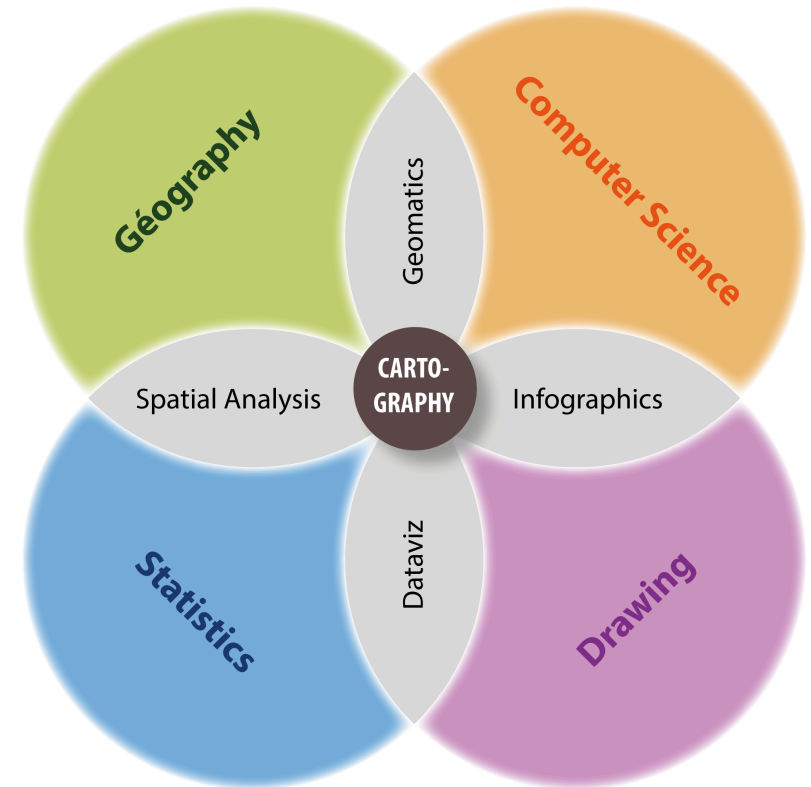 Géography
Computer Science
Geomatics
Spatial Analysis
CARTO-
GRAPHY
Infographics
Dataviz
Statistics
Drawing